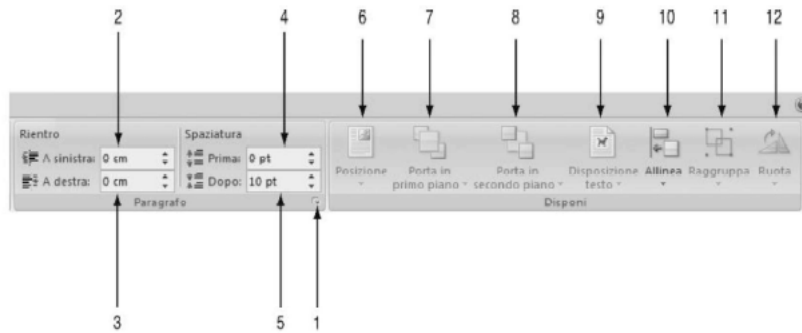 2 4 6 7 8 9 10 11 12
Rientro Spaziatura
A sinistra: 0 cm Prima: 0 pt
A destra: 0 cm Dopo: 10 pt
Posizione Porta in primo piano Porta in secondo piano Disposizione testo Allinea Raggruppa Ruota
Paragrafo Disponi
3 5 1